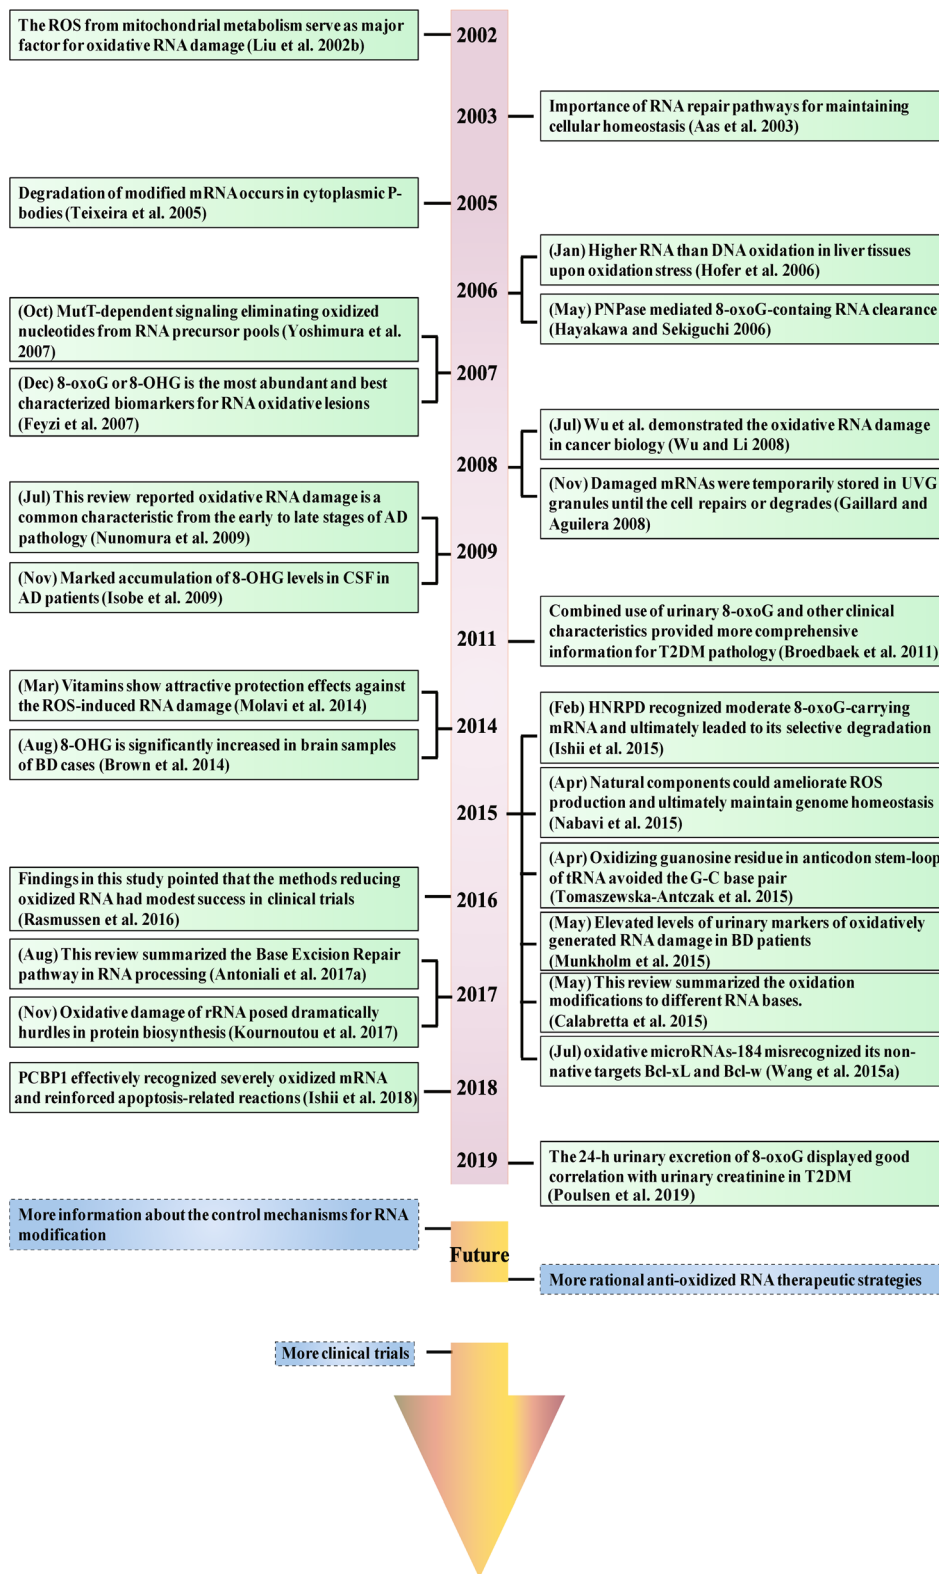 The ROS from mitochondrial metabolism serve as major
factor for oxidative RNA damage (Liu et al. 2002b)
2002
2003
Importance of RNA repair pathways for maintaining
cellular homeostasis (Aas et al. 2003)
Degradation of modified mRNA occurs in cytoplasmic P-
bodies (Teixeira et al. 2005)
2005
(Jan) Higher RNA than DNA oxidation in liver tissues
upon oxidation stress (Hofer et al. 2006)
2006
(May) PNPase mediated 8-oxoG-containg RNA clearance
(Hayakawa and Sekiguchi 2006)
(Oct) MutT-dependent signaling eliminating oxidized
nucleotides from RNA precursor pools (Yoshimura et al.
2007)
2007
(Dec) 8-oxoG or 8-OHG is the most abundant and best
characterized biomarkers for RNA oxidative lesions
(Feyzi et al. 2007)
(Jul) Wu et al. demonstrated the oxidative RNA damage
in cancer biology (Wu and Li 2008)
2008
(Nov) Damaged mRNAs were temporarily stored in UVG
granules until the cell repairs or degrades (Gaillard and
Aguilera 2008)
(Jul) This review reported oxidative RNA damage is a
common characteristic from the early to late stages of AD
pathology (Nunomura et al. 2009)
2009
(Nov) Marked accumulation of 8-OHG levels in CSF in
AD patients (Isobe et al. 2009)
2011
Combined use of urinary 8-oxoG and other clinical
characteristics provided more comprehensive
information for T2DM pathology (Broedbaek et al. 2011)
(Mar) Vitamins show attractive protection effects against
the ROS-induced RNA damage (Molavi et al. 2014)
2014
(Aug) 8-OHG is significantly increased in brain samples
of BD cases (Brown et al. 2014)
(Feb) HNRPD recognized moderate 8-oxoG-carrying
mRNA and ultimately leadto its selective degradation
(Ishii et al. 2015)
(Apr) Natural components could ameliorate ROS
production and ultimately maintain genome homeostasis
(Nabavi et al. 2015)
2015
(Apr) Oxidizing guanosine residue in anticodon stem-loop
of tRNA avoided the G-C base pair
(Tomaszewska-Antczak et al. 2015)
(May) Elevated levels of urinary markers of oxidatively
generated RNA damage in BD patients
(Munkholm et al. 2015)
(May) This review summarized the oxidation
modifications to different RNA bases.
(Calabretta et al. 2015)
(Jul) oxidative microRNAs-184 misrecognized its non-
native targets Bcl-xL and Bcl-w (Wang et al. 2015a)
Findings in this study pointed that the methods reducing
oxidized RNA had modest success in clinical trials
(Rasmussen et al. 2016)
2016
(Aug) This review summarized the Base Excision Repair
pathway in RNA processing (Antoniali et al. 2017a)
2017
(Nov) Oxidative damage of rRNA posed dramatically
hurdles in protein biosynthesis (Kournoutou et al. 2017)
PCBP1 effectively recognized severely oxidized mRNA
and reinforced apoptosis-related reactions (Ishii et al. 2018)
2018
2019
The 24-h urinary excretion of 8-oxoG displayed good
correlation with urinary creatinine in T2DM
(Poulsen et al. 2019)
More information about the control mechanisms for RNA
modification
Future
More rational anti-oxidized RNA therapeutic strategies
More clinical trials